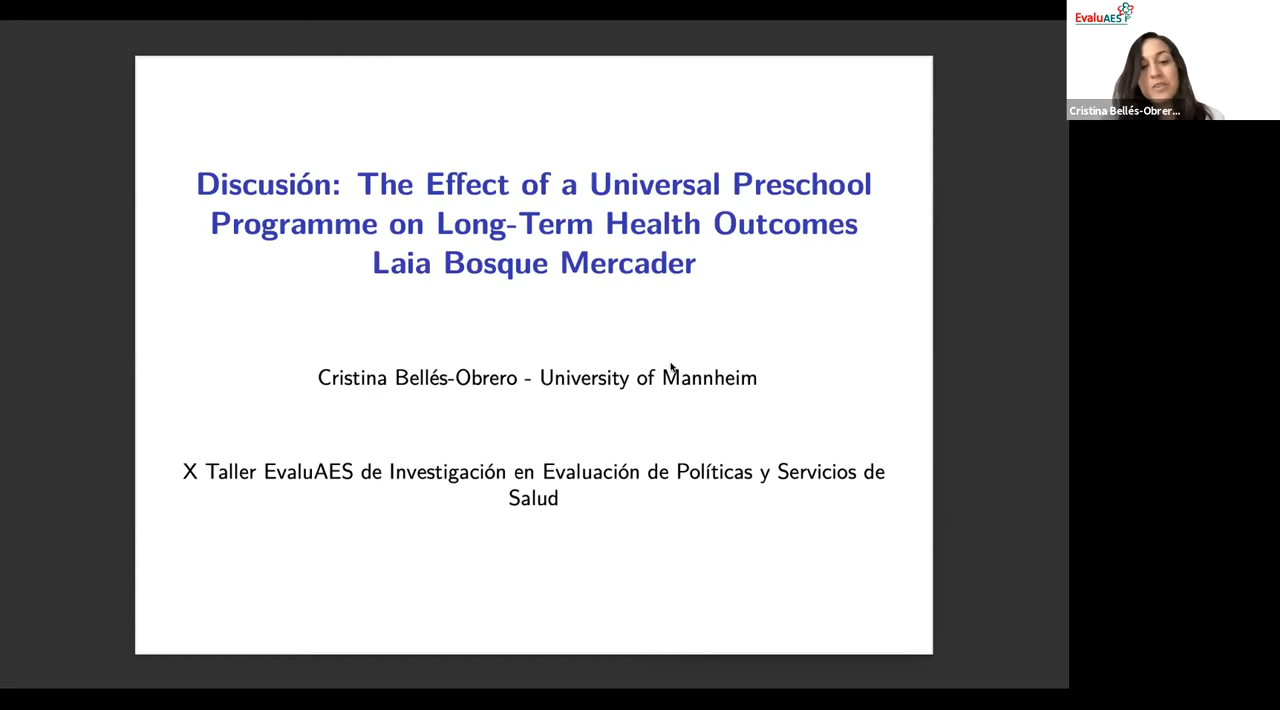 Discusión: The Effect of a Universal Preschool
Programme on Long-Term Health Outcomes
Laia Bosque Mercader
Cristina Bellés-Obrero - University of Mannheim
X Taller EvaluAES de Investigación en Evaluación de Políticas y Servicios de
Salud
EvaluAES
Cristina Bellés-Obrer...